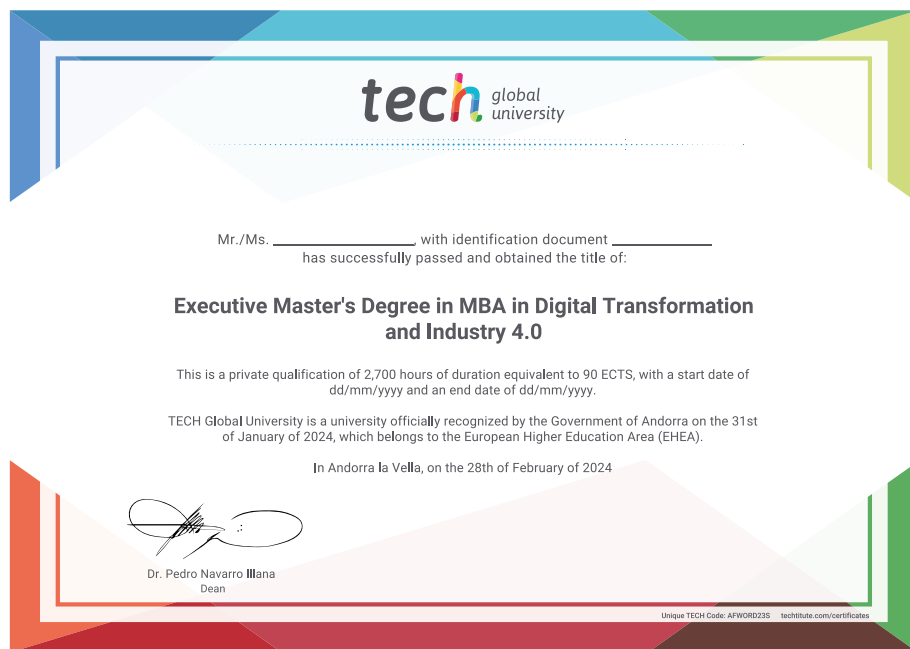 tech global
university
Mr./Ms. ________________, with identification document ___________
has successfully passed and obtained the title of:
Executive Master's Degree in MBA in Digital Transformation
and Industry 4.0
This is a private qualification of 2,700 hours of duration equivalent to 90 ECTS, with a start date of
dd/mm/yyyy and an end date of dd/mm/yyyy.
TECH Global University is a university officially recognized by the Government of Andorra on the 31st
of January of 2024, which belongs to the European Higher Education Area (EHEA).
In Andorra la Vella, on the 28th of February of 2024
Dr. Pedro Navarro Illana
Dean
Unique TECH Code: AFWORD23S techtitute.com/certificates